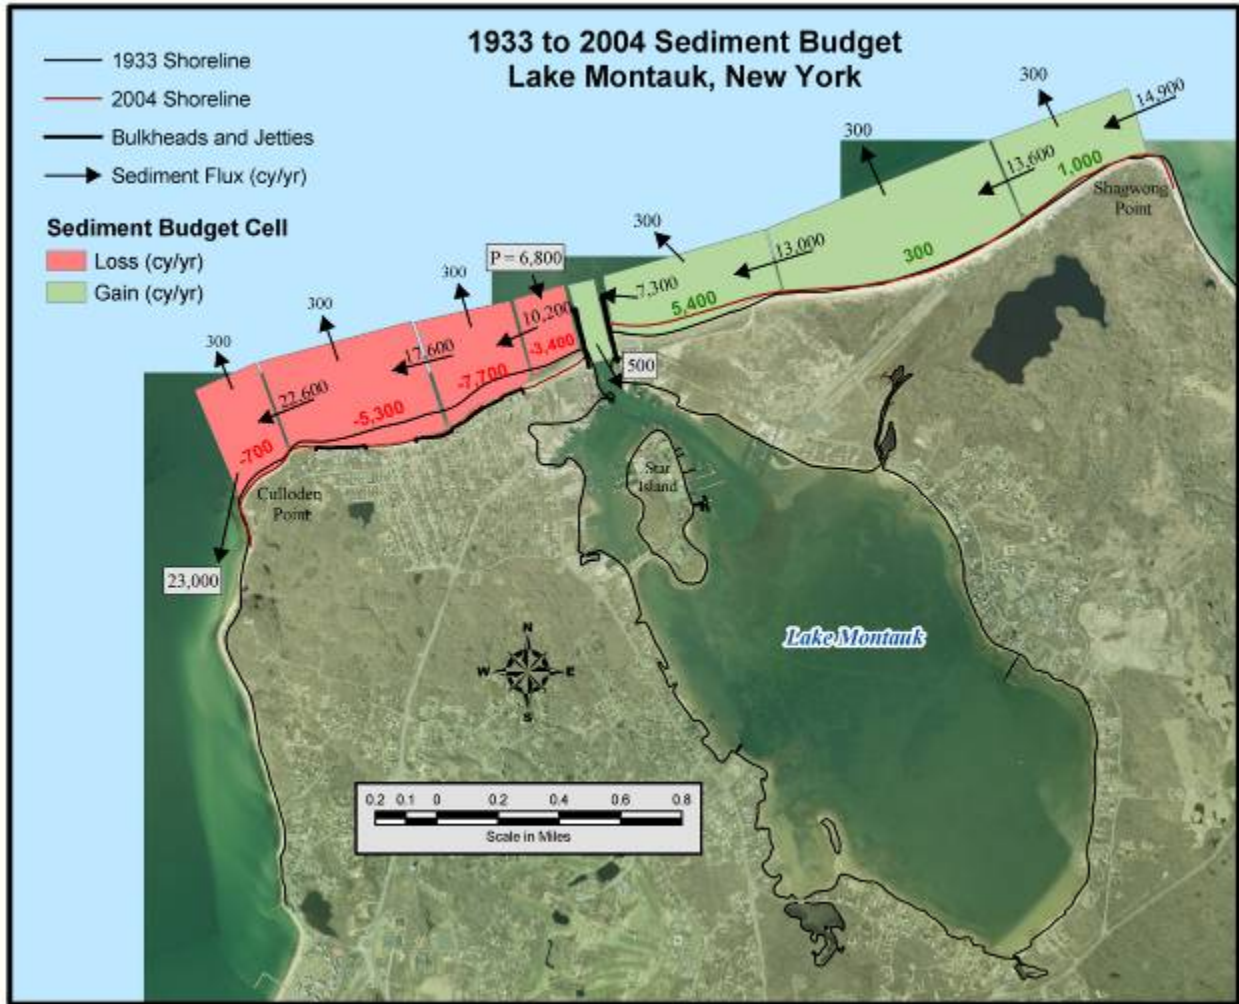 1933 to 2004 Sediment Budget
Lake Montauk, New York
1933 Shoreline
2004 Shoreline
Bulkheads and Jetties
Sediment Flux (cy/yr)
Sediment Budget Cell
Loss (cy/yr)
Gain (cy/yr)
300
14,900
300
13,600
1,000
Shagwong
Point
300
13,000
300
P = 6,800
7,300
5,400
300
10,200
-3,400
500
300
17,600
-7,700
300
22,600
-5,300
-700
Culloden
Point
23,000
Star
Island
Lake Montauk
N
W
E
S
0.2 0.1 0 0.2 0.4 0.6 0.8
Scale in Miles